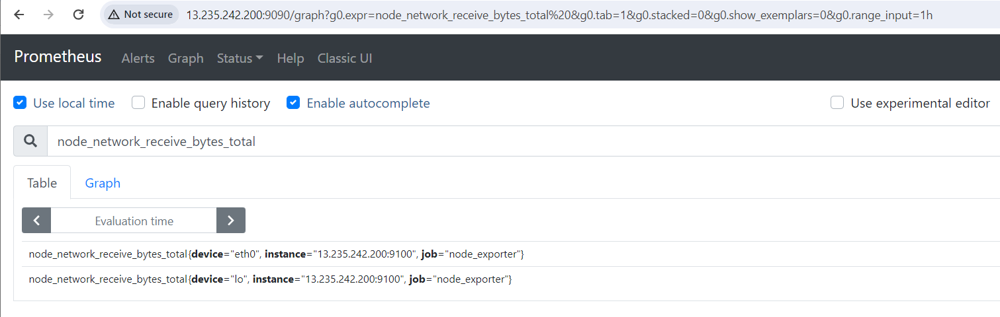 Not secure 13.235.242.200:9090/graph?g0.expr=node_network_receive_bytes_total%20&g0.tab=1&g0.stacked=0&g0.show_exemplars=0&g0.range_input=1h
Prometheus Alerts Graph Status Help Classic UI
Use local time Enable query history Enable autocomplete Use experimental editor
node_network_receive_bytes_total
Table Graph
Evaluation time
node_network_receive_bytes_total{device="eth0", instance="13.235.242.200:9100", job="node_exporter"}
node_network_receive_bytes_total{device="lo", instance="13.235.242.200:9100", job="node_exporter"}